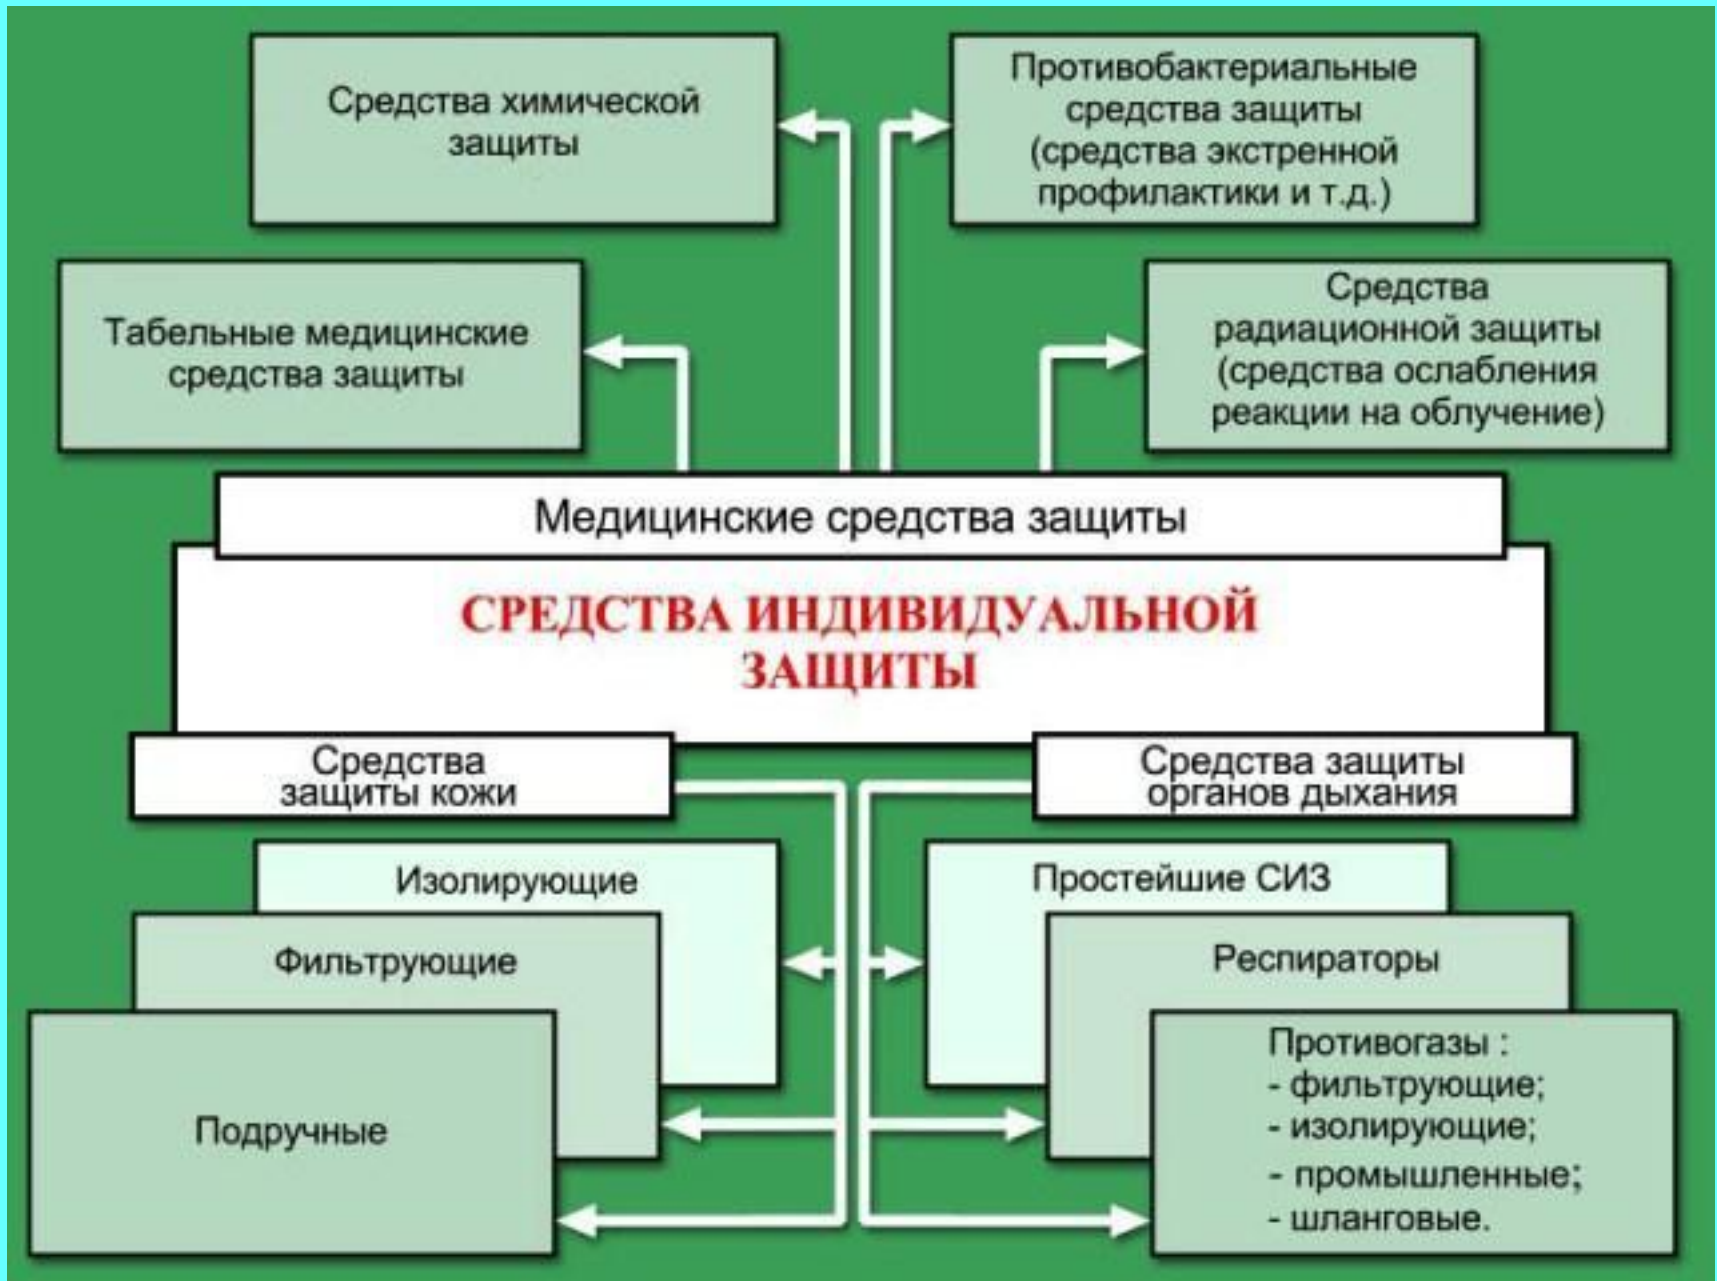 Средства химической
защиты
Противобактериальные
средства защиты
(средства экстренной
профилактики и т.д.)
Табельные медицинские
средства защиты
Средства
радиационной защиты
(средства ослабления
реакции на облучение)
Медицинские средства защиты
СРЕДСТВА ИНДИВИДУАЛЬНОЙ
ЗАЩИТЫ
Средства
защиты кожи
Средства защиты
органов дыхания
Изолирующие
Фильтрующие
Подручные
Простейшие СИЗ
Респираторы
Противогазы :
- фильтрующие;
- изолирующие;
- промышленные;
- шланговые.